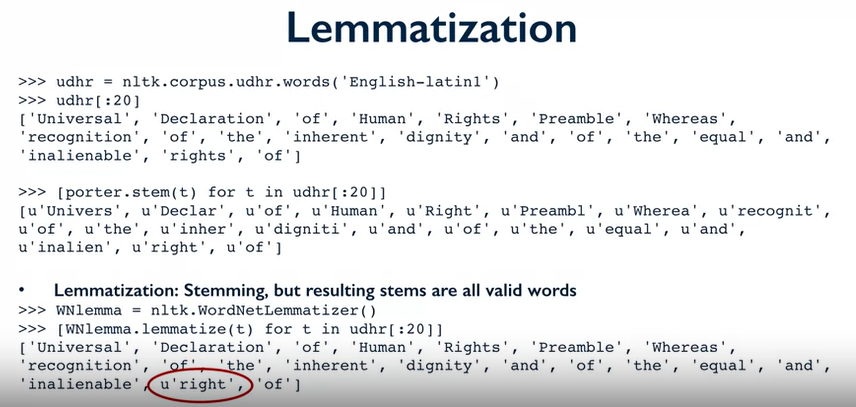 Lemmatization
>>> udhr = nltk.corpus.udhr.words('English-latin1')
>>> udhr[:20]
['Universal', 'Declaration', 'of', 'Human', 'Rights', 'Preamble', 'Whereas',
'recognition', 'of', 'the', 'inherent', 'dignity', 'and', 'of', 'the', 'equal', 'and',
'inalienable', 'rights', 'of']
>>> [porter.stem(t) for t in udhr[:20]]
[u'Univers', u'Declar', u'of', u'Human', u'Right', u'Preambl', u'Wherea', u'recognit',
u'of', u'the', u'inher', u'digniti', u'and', u'of', u'the', u'equal', u'and',
u'inalien', u'right', u'of']
• Lemmatization: Stemming, but resulting stems are all valid words
>>> WNlemma = nltk.WordNetLemmatizer()
>>> [WNlemma.lemmatize(t) for t in udhr[:20]]
['Universal', 'Declaration', 'of', 'Human', 'Rights', 'Preamble', 'Whereas',
'recognition', 'of', 'the', 'inherent', 'dignity', 'and', 'of', 'the', 'equal', 'and',
'inalienable', u'right', 'of']